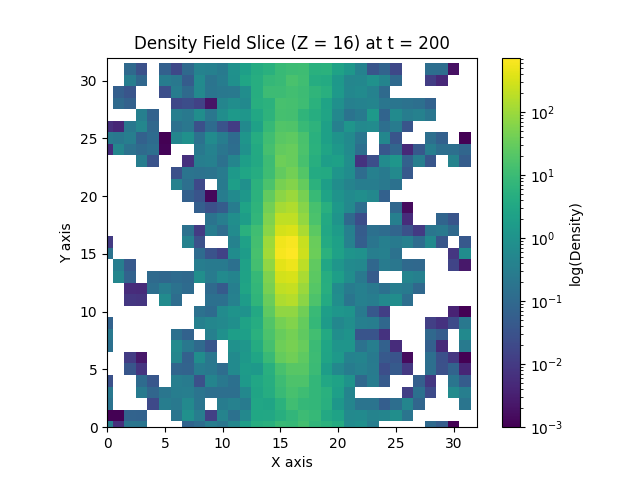 Density Field Slice (Z = 16) at t = 200
30
25
20
15
10
5
0
Y axis
0 5 10 15 20 25 30
X axis
10²
10¹
10⁰
10⁻¹
10⁻²
10⁻³
log(Density)